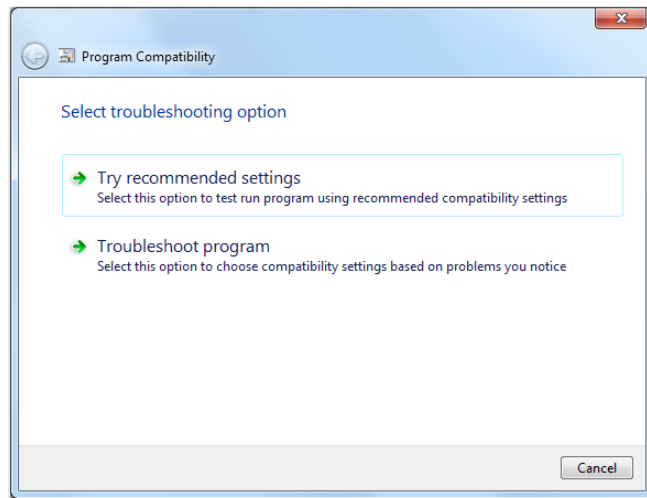 Program Compatibility
Select troubleshooting option
Try recommended settings
Select this option to test run program using recommended compatibility settings
Troubleshoot program
Select this option to choose compatibility settings based on problems you notice
Cancel